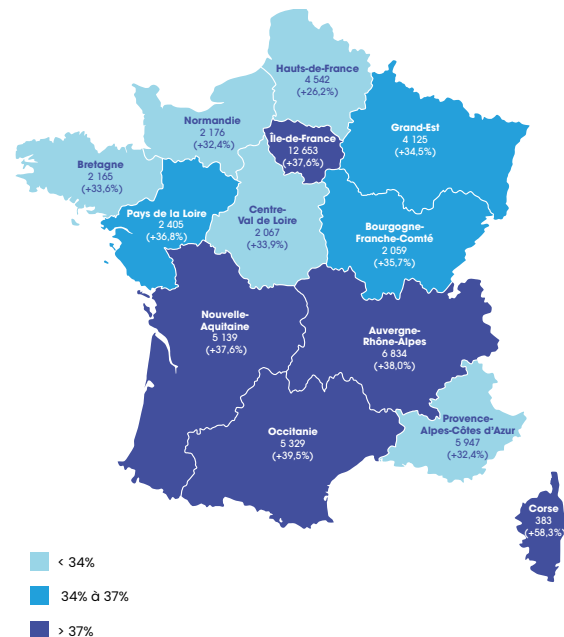 Hauts-de-France
4 542
(+26,2%)
Normandie
2 176
(+32,4%)
Île-de-France
12 653
(+37,6%)
Grand-Est
4 125
(+34,5%)
Bretagne
2 165
(+33,6%)
Pays de la Loire
2 405
(+36,8%)
Centre-
Val de Loire
2 067
(+33,9%)
Bourgogne-
Franche-Comté
2 059
(+35,7%)
Nouvelle-
Aquitaine
5 139
(+37,6%)
Auvergne-
Rhône-Alpes
6 834
(+38,0%)
Occitanie
5 329
(+39,5%)
Provence-
Alpes-Côtes d'Azur
5 947
(+32,4%)
Corse
383
(+58,3%)
< 34%
34% à 37%
> 37%